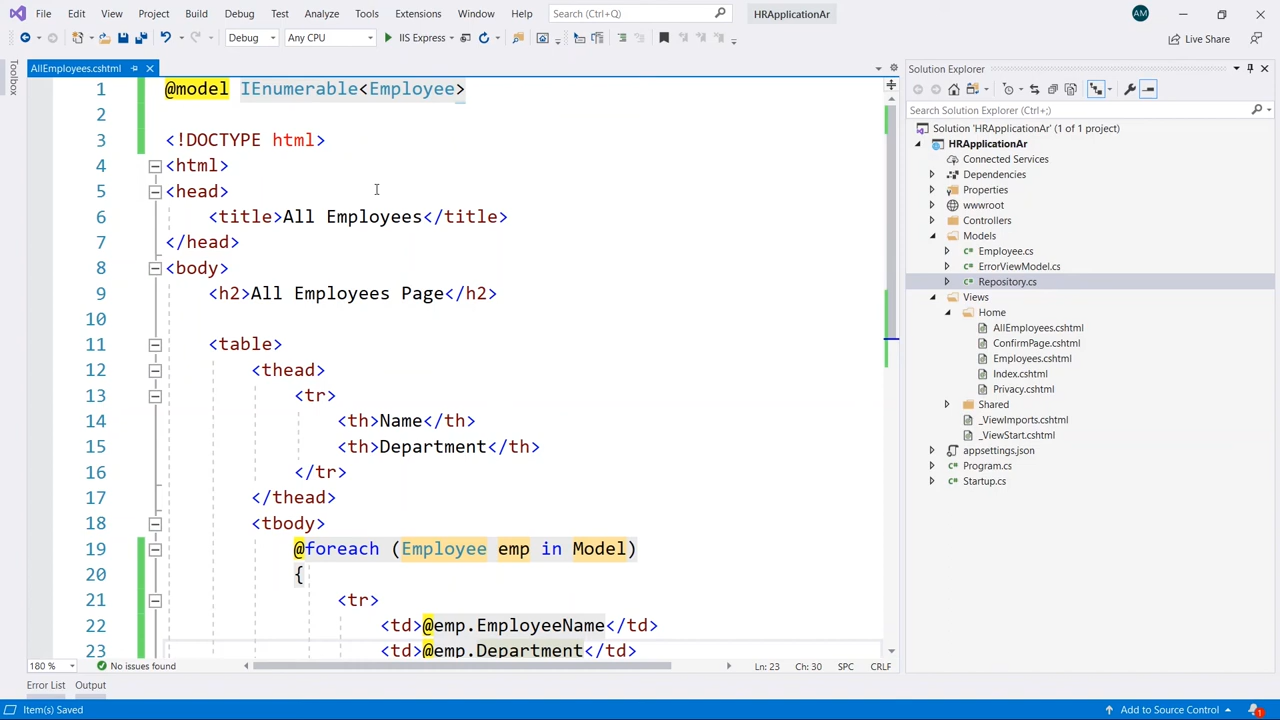 File Edit View Project Build Debug Test Analyze Tools Extensions Window Help Search (Ctrl+Q) HRApplicationAr AM
Debug Any CPU IIS Express Live Share
Toolbox
AllEmployees.cshtml
1 @model IEnumerable<Employee>
2
3 <!DOCTYPE html>
4 <html>
5 <head>
6 <title>All Employees</title>
7 </head>
8 <body>
9 <h2>All Employees Page</h2>
10
11 <table>
12 <thead>
13 <tr>
14 <th>Name</th>
15 <th>Department</th>
16 </tr>
17 </thead>
18 <tbody>
19 @foreach (Employee emp in Model)
20 {
21 <tr>
22 <td>@emp.EmployeeName</td>
23 <td>@emp.Department</td>
180 % No issues found Ln: 23 Ch: 30 SPC CRLF
Solution Explorer
Search Solution Explorer (Ctrl+;)
Solution 'HRApplicationAr' (1 of 1 project)
HRApplicationAr
Connected Services
Dependencies
Properties
wwwroot
Controllers
Models
C# Employee.cs
C# ErrorViewModel.cs
C# Repository.cs
Views
Home
AllEmployees.cshtml
ConfirmPage.cshtml
Employees.cshtml
Index.cshtml
Privacy.cshtml
Shared
_ViewImports.cshtml
_ViewStart.cshtml
appsettings.json
C# Program.cs
C# Startup.cs
Error List Output
Item(s) Saved Add to Source Control 1